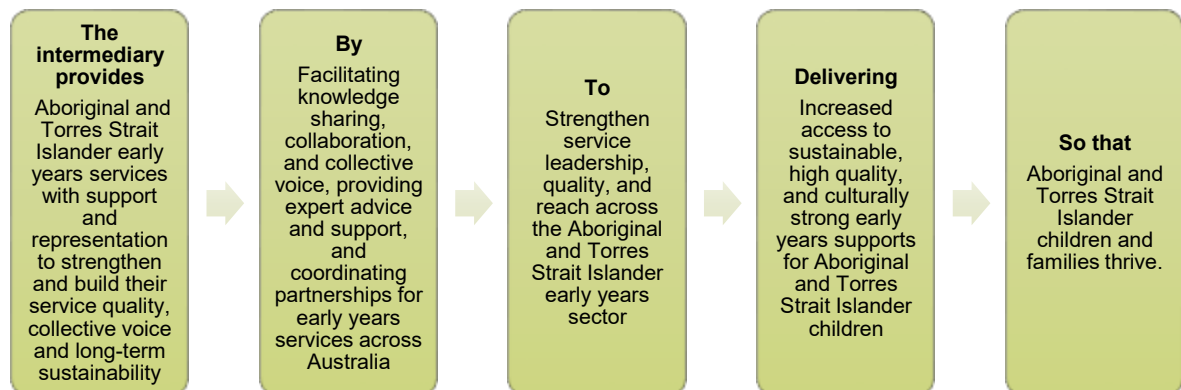 The
intermediary
provides
Aboriginal and
Torres Strait
Islander early
years services
with support
and
representation
to strengthen
and build their
service quality,
collective voice
and long-term
sustainability
By
Facilitating
knowledge
sharing,
collaboration,
and collective
voice, providing
expert advice
and support,
and
coordinating
partnerships for
early years
services across
Australia
To
Strengthen
service
leadership,
quality, and
reach across
the Aboriginal
and Torres
Strait Islander
early years
sector
Delivering
Increased
access to
sustainable,
high quality,
and culturally
strong early
years supports
for Aboriginal
and Torres
Strait Islander
children
So that
Aboriginal and
Torres Strait
Islander
children and
families thrive.